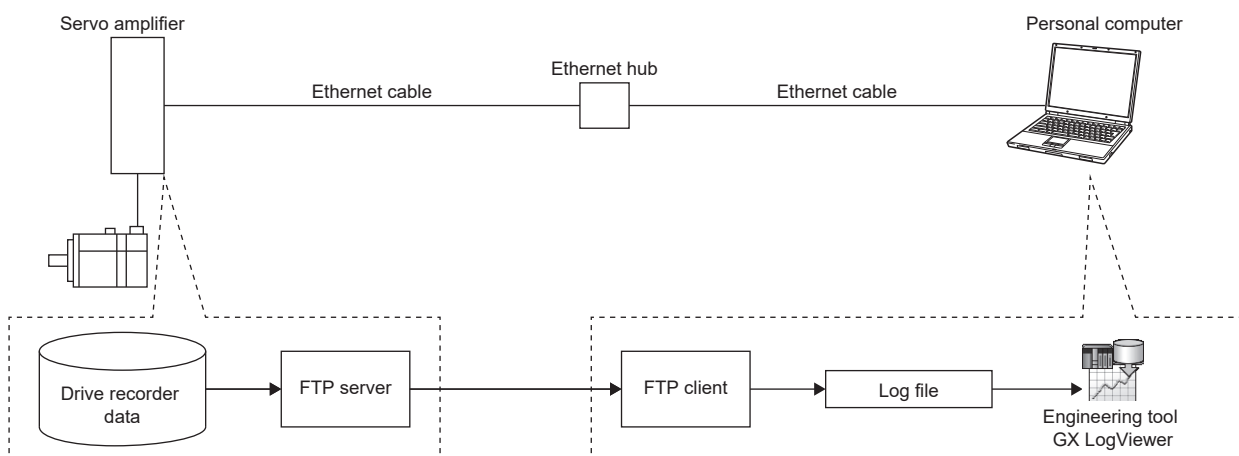 Servo amplifier
Personal computer
Ethernet hub
Ethernet cable
Ethernet cable
Drive recorder
data
FTP server
FTP client
Log file
Engineering tool
GX LogViewer